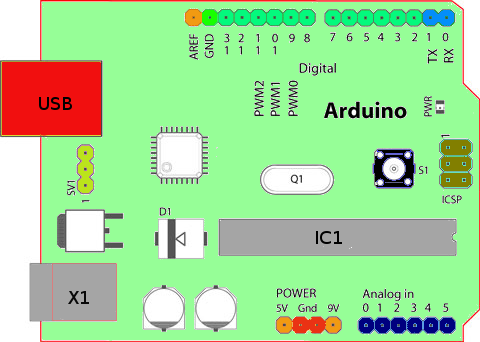 AREF
GND
13
12
11
10
9
8
7
6
5
4
3
2
1
0
TX
RX
Digital
PWM2
PWM1
PWM0
Arduino
PWR
USB
1
SV1
1
Q1
S1
ICSP
D1
IC1
X1
POWER
5V Gnd 9V
Analog in
0 1 2 3 4 5